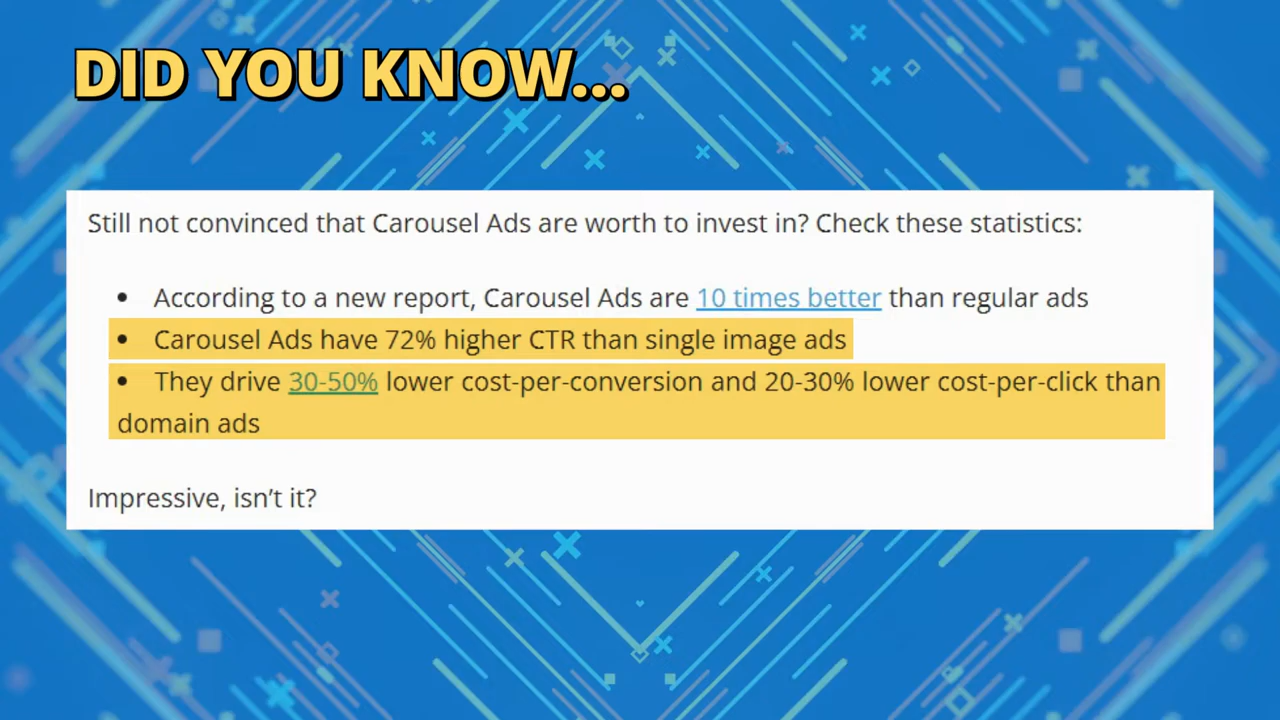 DID YOU KNOW...
Still not convinced that Carousel Ads are worth to invest in? Check these statistics:
• According to a new report, Carousel Ads are 10 times better than regular ads
• Carousel Ads have 72% higher CTR than single image ads
• They drive 30-50% lower cost-per-conversion and 20-30% lower cost-per-click than
domain ads
Impressive, isn’t it?